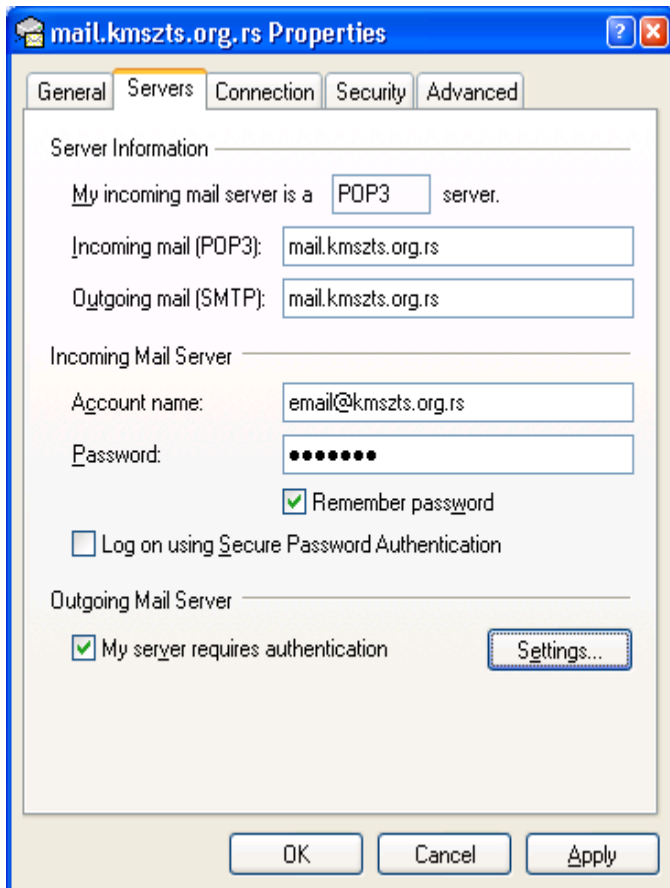 mail.kmszts.org.rs Properties
General Servers Connection Security Advanced
Server Information
My incoming mail server is a POP3 server.
Incoming mail (POP3): mail.kmszts.org.rs
Outgoing mail (SMTP): mail.kmszts.org.rs
Incoming Mail Server
Account name: email@kmszts.org.rs
Password: ●●●●●●●
Remember password
Log on using Secure Password Authentication
Outgoing Mail Server
My server requires authentication Settings...
OK Cancel Apply